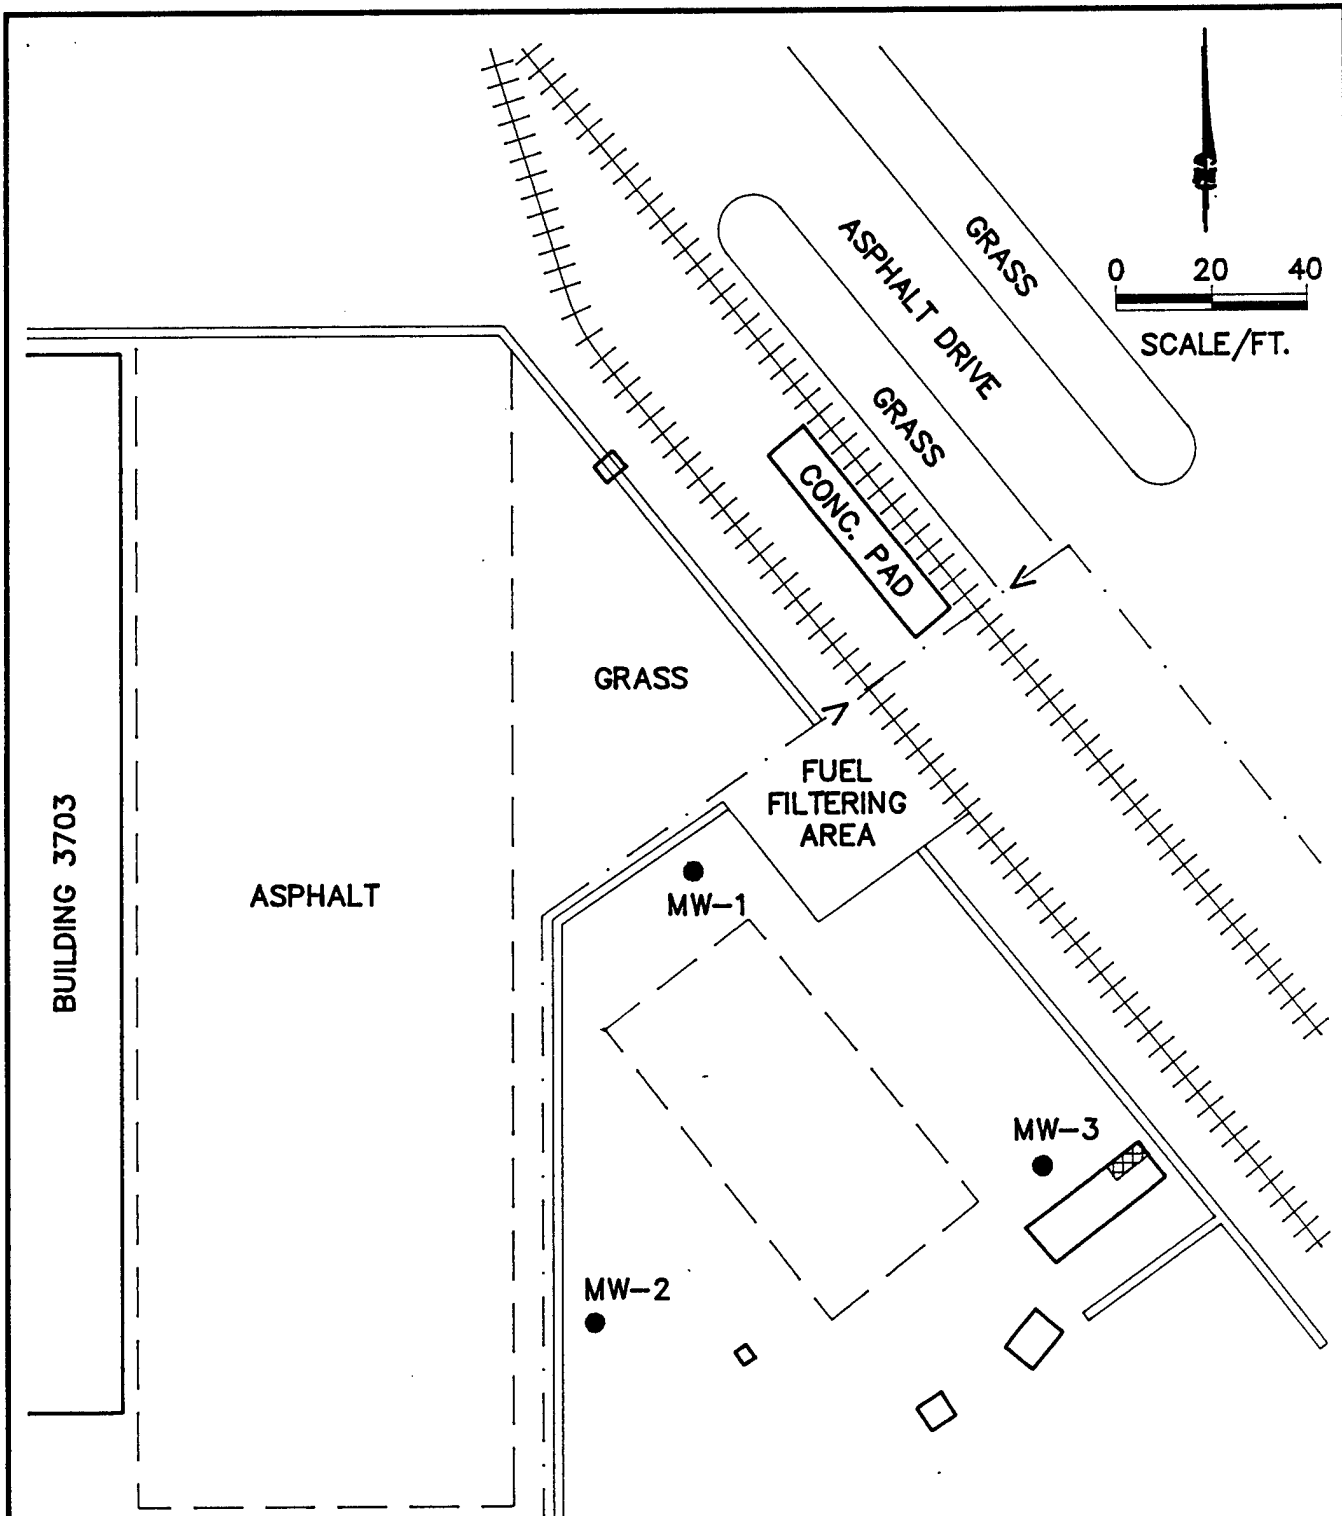 GRASS
ASPHALT DRIVE
0 20 40
SCALE/FT.
GRASS
CONC. PAD
GRASS
FUEL
FILTERING
AREA
BUILDING 3703
ASPHALT
MW-1
MW-3
MW-2